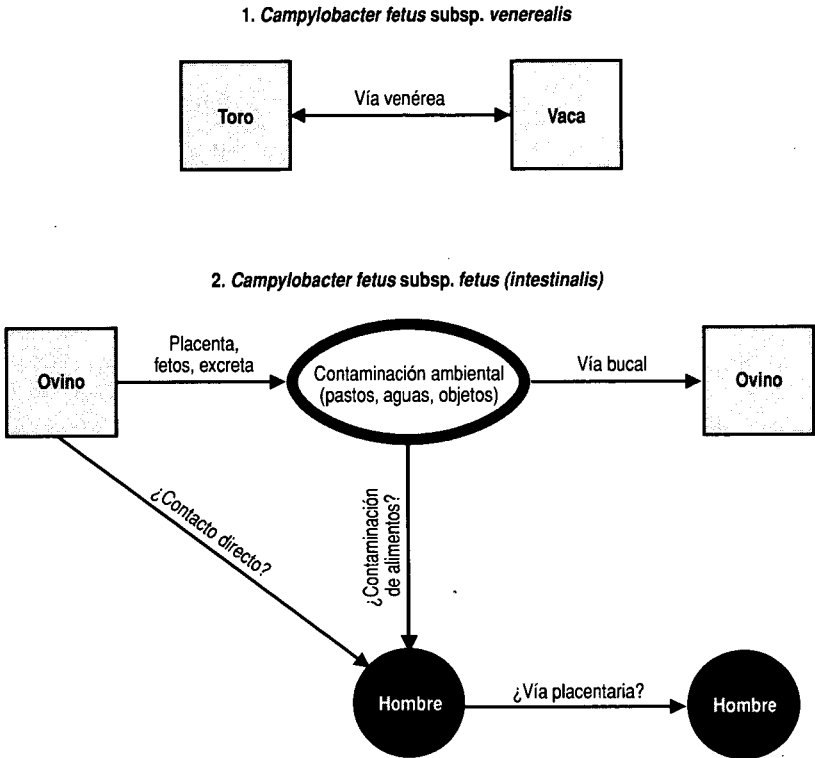 1. Campylobacter fetus subsp. venerealis
Toro
Vía venérea
Vaca
2. Campylobacter fetus subsp. fetus (intestinalis)
Ovino
Placenta,
fetos, excreta
Contaminación ambiental
(pastos, aguas, objetos)
Vía bucal
Ovino
¿Contacto directo?
¿Contaminación
de alimentos?
Hombre
¿Vía placentaria?
Hombre